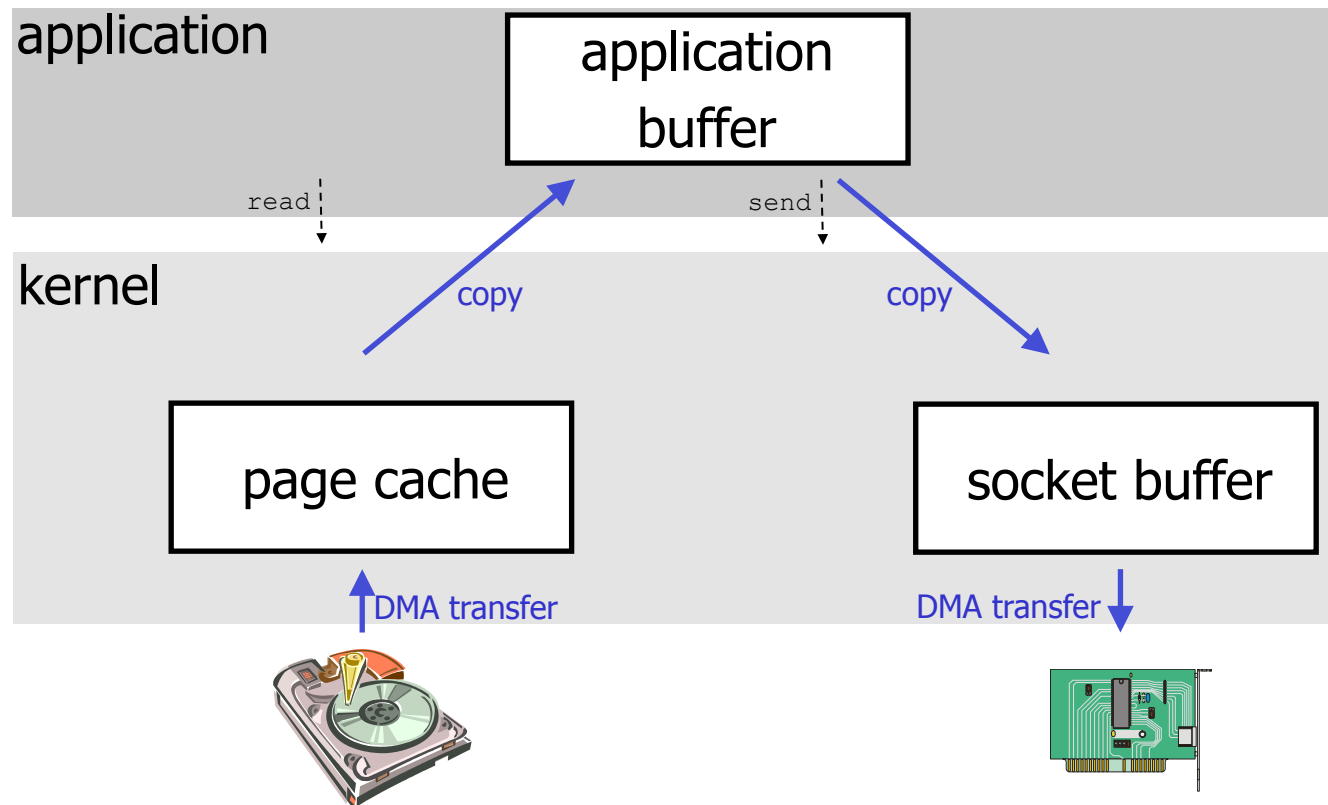 application
application
buffer
read
send
kernel
copy
copy
page cache
socket buffer
DMA transfer
DMA transfer